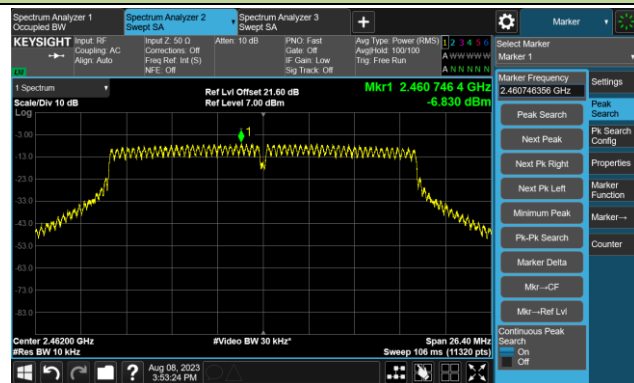 Spectrum Analyzer 1
Occupied BW
Spectrum Analyzer 2
Swept SA
Spectrum Analyzer 3
Swept SA
Marker
KEYSIGHT
Input: RF
Coupling: AC
Align: Auto
Input Z: 50 Ω
Corrections: Off
Freq Ref: Int (S)
NFE: Off
Atten: 10 dB
PNO: Fast
Gate: Off
IF Gain: Low
Sig Track: Off
Avg Type: Power (RMS)
Avg|Hold: 100/100
Trig: Free Run
1 2 3 4 5 6
A W W W W W
A N N N N N
Select Marker
Marker 1
1 Spectrum
Scale/Div 10 dB
Log
Ref Lvl Offset 21.60 dB
Ref Level 7.00 dBm
Mkr1 2.460 746 4 GHz
-6.830 dBm
1
-3.00
-13.0
-23.0
-33.0
-43.0
-53.0
-63.0
-73.0
-83.0
Center 2.46200 GHz
#Res BW 10 kHz
#Video BW 30 kHz*
Span 26.40 MHz
Sweep 106 ms (11320 pts)
Aug 08, 2023
3:53:24 PM
Marker Frequency
2.460746356 GHz
Peak Search
Next Peak
Next Pk Right
Next Pk Left
Minimum Peak
Pk-Pk Search
Marker Delta
Mkr→CF
Mkr→Ref Lvl
Continuous Peak
Search
On
Off
Settings
Peak
Search
Pk Search
Config
Properties
Marker
Function
Marker→
Counter